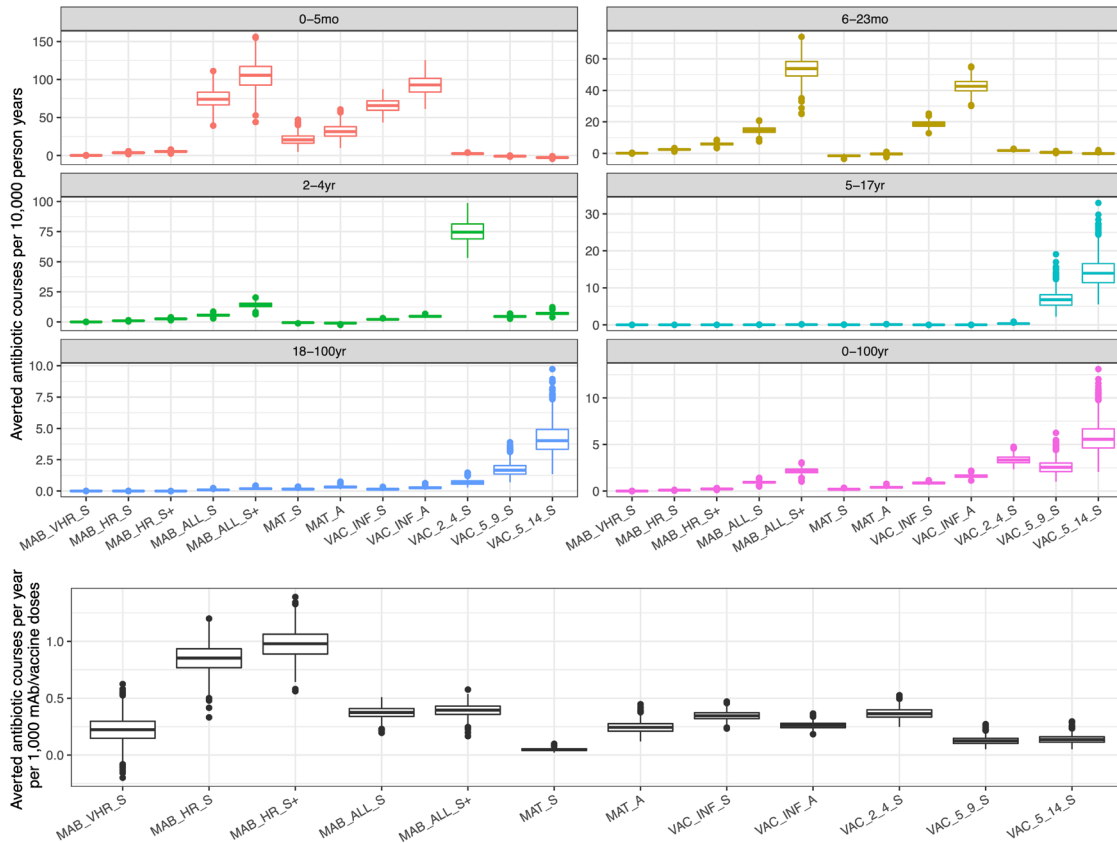 0−5mo
6−23mo
150
100
50
0
60
40
20
0
2−4yr
5−17yr
100
75
50
25
0
30
20
10
0
18−100yr
0−100yr
10.0
7.5
5.0
2.5
0.0
10
5
0
Averted antibiotic courses per 10,000 person years
MAB_VHR_S
MAB_HR_S
MAB_HR_S+
MAB_ALL_S
MAB_ALL_S+
MAT_S
MAT_A
VAC_INF_S
VAC_INF_A
VAC_2_4_S
VAC_5_9_S
VAC_5_14_S
MAB_VHR_S
MAB_HR_S
MAB_HR_S+
MAB_ALL_S
MAB_ALL_S+
MAT_S
MAT_A
VAC_INF_S
VAC_INF_A
VAC_2_4_S
VAC_5_9_S
VAC_5_14_S
Averted antibiotic courses per year
per 1,000 mAb/vaccine doses
1.0
0.5
0.0
MAB_VHR_S
MAB_HR_S
MAB_HR_S+
MAB_ALL_S
MAB_ALL_S+
MAT_S
MAT_A
VAC_INF_S
VAC_INF_A
VAC_2_4_S
VAC_5_9_S
VAC_5_14_S